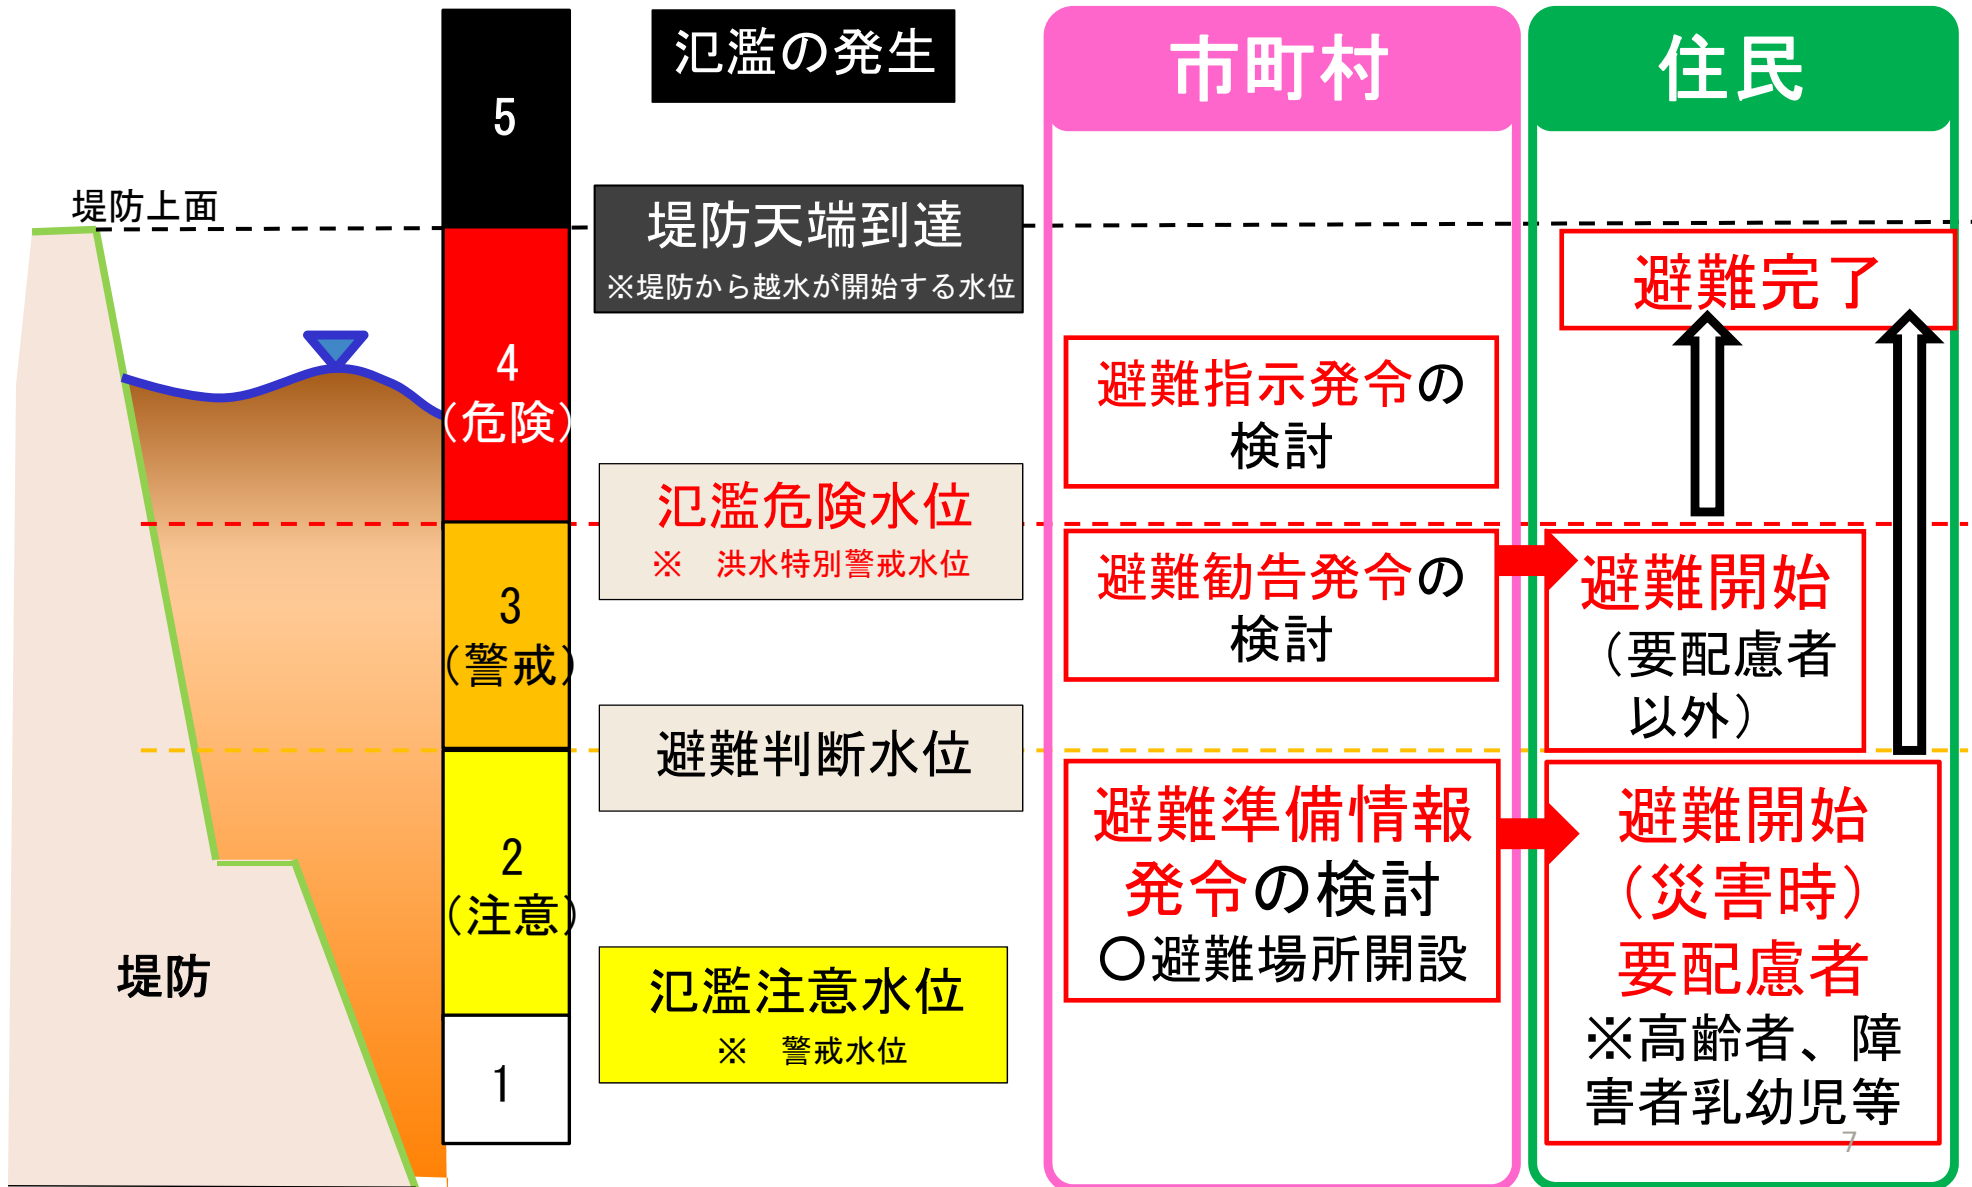 氾濫の発生
市町村
住民
5
堤防上面
堤防天端到達
※堤防から越水が開始する水位
避難完了
4
(危険)
避難指示発令の
検討
氾濫危険水位
※　洪水特別警戒水位
3
(警戒)
避難勧告発令の
検討
避難開始
(要配慮者
以外)
避難判断水位
2
(注意)
避難準備情報
発令の検討
○避難場所開設
避難開始
(災害時)
要配慮者
※高齢者、障
害者乳幼児等
堤防
氾濫注意水位
※　警戒水位
1
7